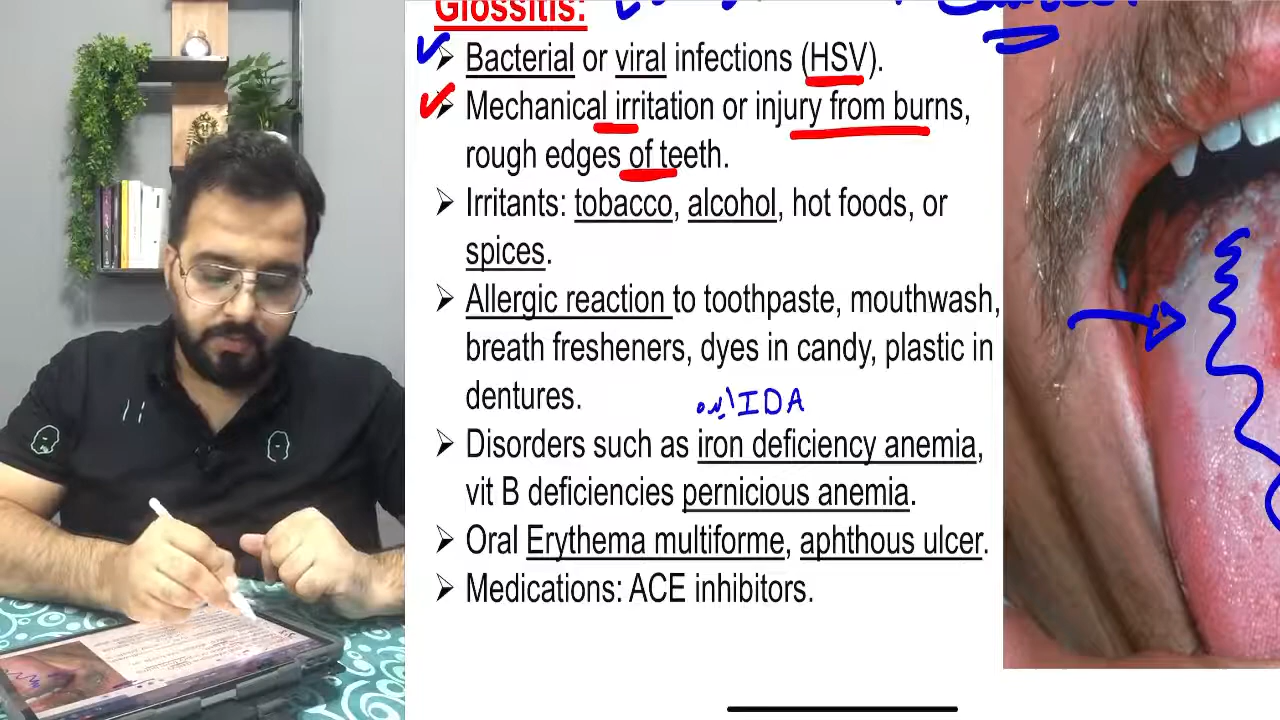 Glossitis:
➢ Bacterial or viral infections (HSV).
➢ Mechanical irritation or injury from burns,
rough edges of teeth.
➢ Irritants: tobacco, alcohol, hot foods, or
spices.
➢ Allergic reaction to toothpaste, mouthwash,
breath fresheners, dyes in candy, plastic in
dentures.
IDA
➢ Disorders such as iron deficiency anemia,
vit B deficiencies pernicious anemia.
➢ Oral Erythema multiforme, aphthous ulcer.
➢ Medications: ACE inhibitors.